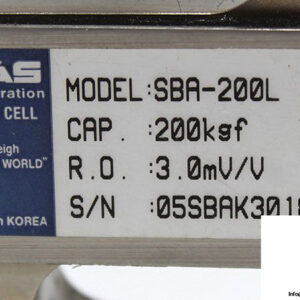 AS
ration
CELL
eigh
WORLD"
n KOREA
MODEL:SBA-200L
CAP. :200kgf
R.O. :3.0mV/V
S/N :05SBAK301